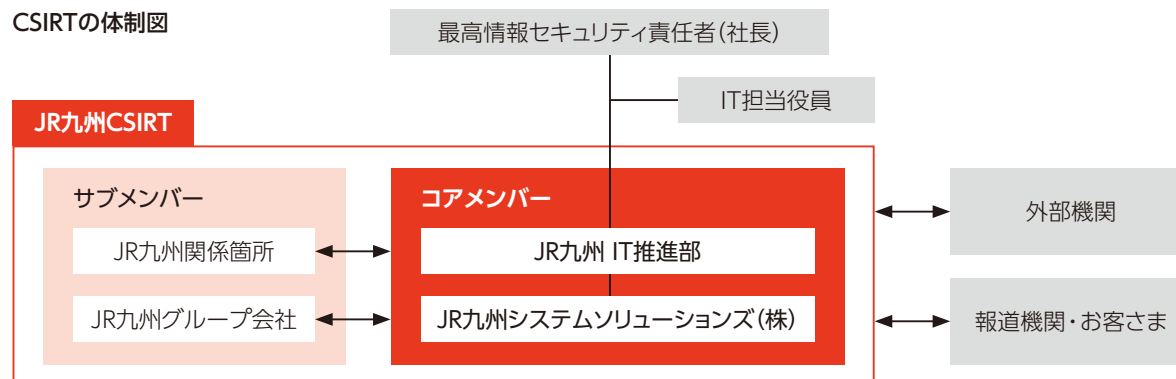 CSIRTの体制図
最高情報セキュリティ責任者(社長)
IT担当役員
JR九州CSIRT
サブメンバー
JR九州関係箇所
JR九州グループ会社
コアメンバー
JR九州 IT推進部
JR九州システムソリューションズ(株)
外部機関
報道機関・お客さま